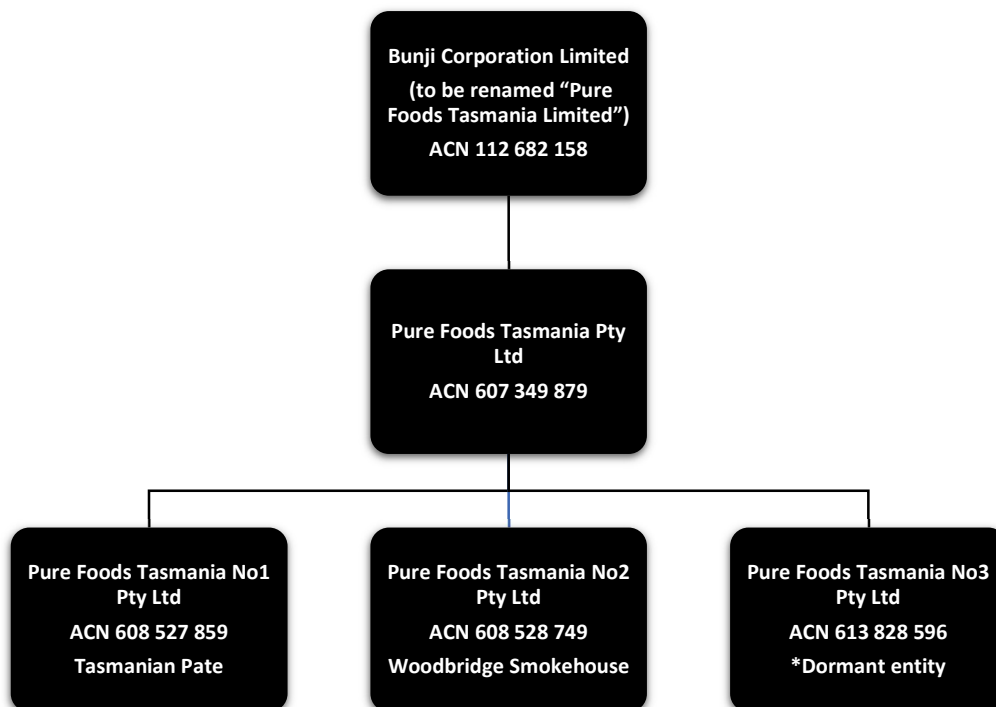 Bunji Corporation Limited
(to be renamed “Pure
Foods Tasmania Limited”)
ACN 112 682 158
Pure Foods Tasmania Pty
Ltd
ACN 607 349 879
Pure Foods Tasmania No1
Pty Ltd
ACN 608 527 859
Tasmanian Pate
Pure Foods Tasmania No2
Pty Ltd
ACN 608 528 749
Woodbridge Smokehouse
Pure Foods Tasmania No3
Pty Ltd
ACN 613 828 596
*Dormant entity